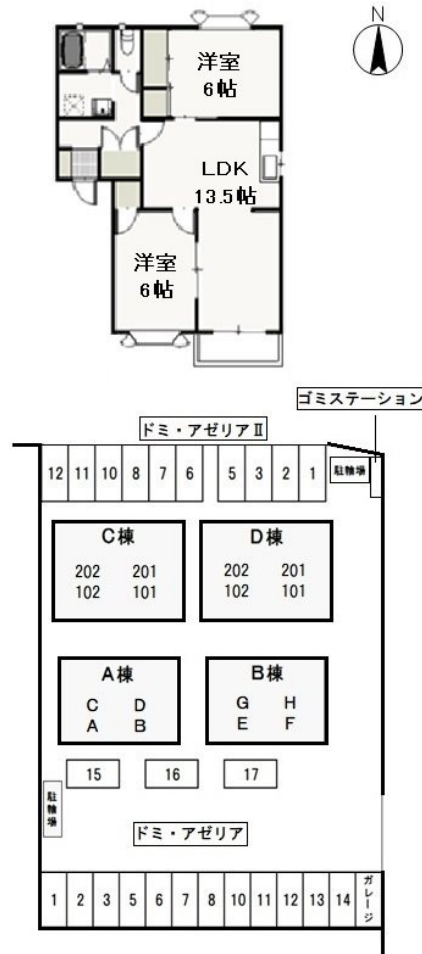 N
洋室
6帖
LDK
13.5帖
洋室
6帖
ゴミステーション
ドミ・アゼリアⅡ
12 11 10 8 7 6 5 3 2 1 駐輪場
C棟 D棟
202 201 202 201
102 101 102 101
A棟 B棟
C D G H
A B E F
15 16 17
駐輪場
ドミ・アゼリア
1 2 3 5 6 7 8 10 11 12 13 14 ガレージ